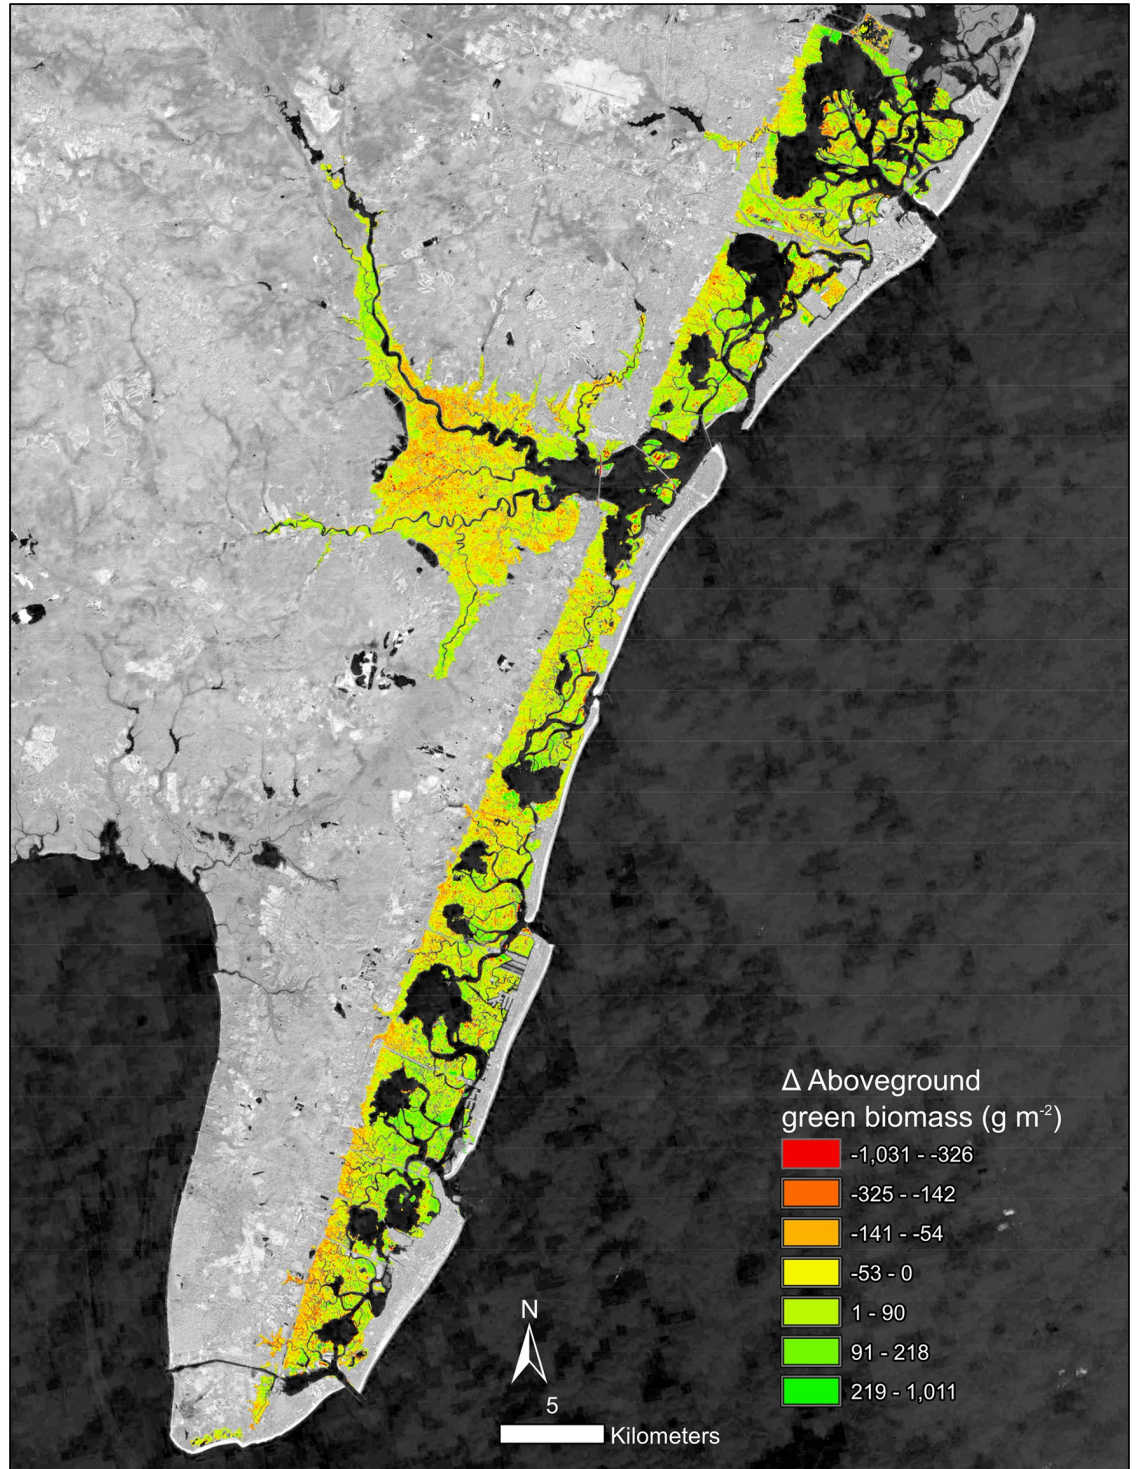 Δ Aboveground
green biomass (g m⁻²)
-1,031 - -326
-325 - -142
-141 - -54
-53 - 0
1 - 90
91 - 218
219 - 1,011
N
5
Kilometers